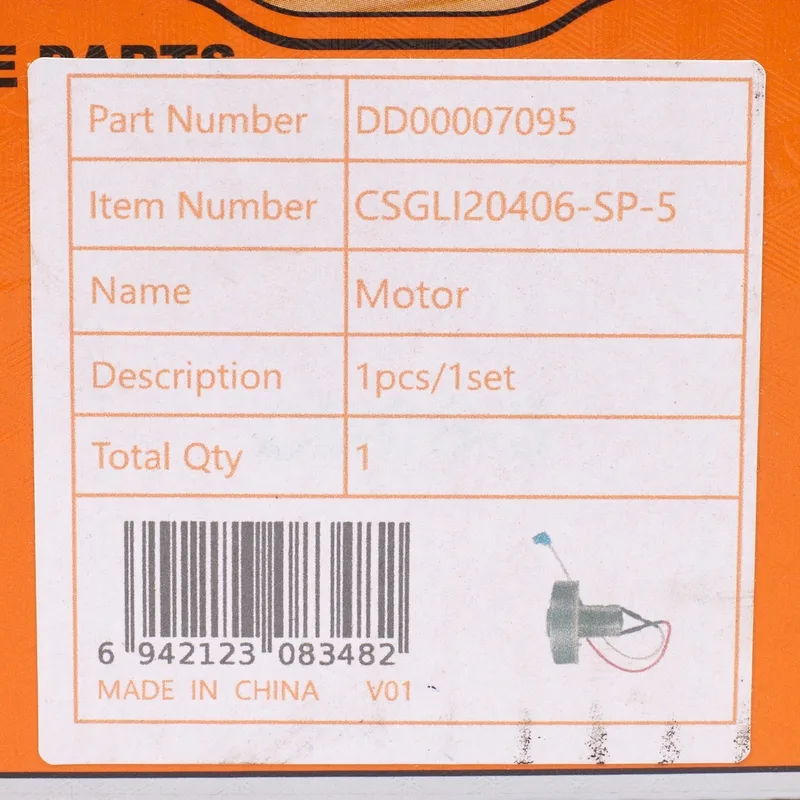 E PARTS
Part Number DD00007095
Item Number CSGLI20406-SP-5
Name Motor
Description 1pcs/1set
Total Qty 1
6 942123 083482
MADE IN CHINA V01